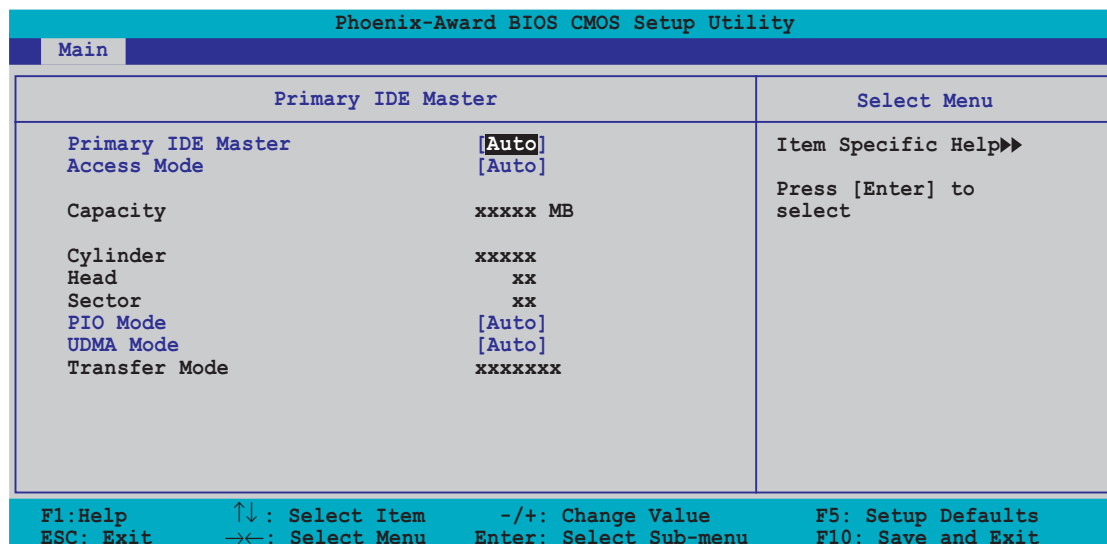 Phoenix-Award BIOS CMOS Setup Utility
Main
Primary IDE Master Select Menu
Primary IDE Master [Auto] Item Specific Help▶▶
Access Mode [Auto]
Press [Enter] to
Capacity xxxxx MB select
Cylinder xxxxx
Head xx
Sector xx
PIO Mode [Auto]
UDMA Mode [Auto]
Transfer Mode xxxxxxx
F1:Help ↑↓ : Select Item -/+: Change Value F5: Setup Defaults
ESC: Exit →←: Select Menu Enter: Select Sub-menu F10: Save and Exit